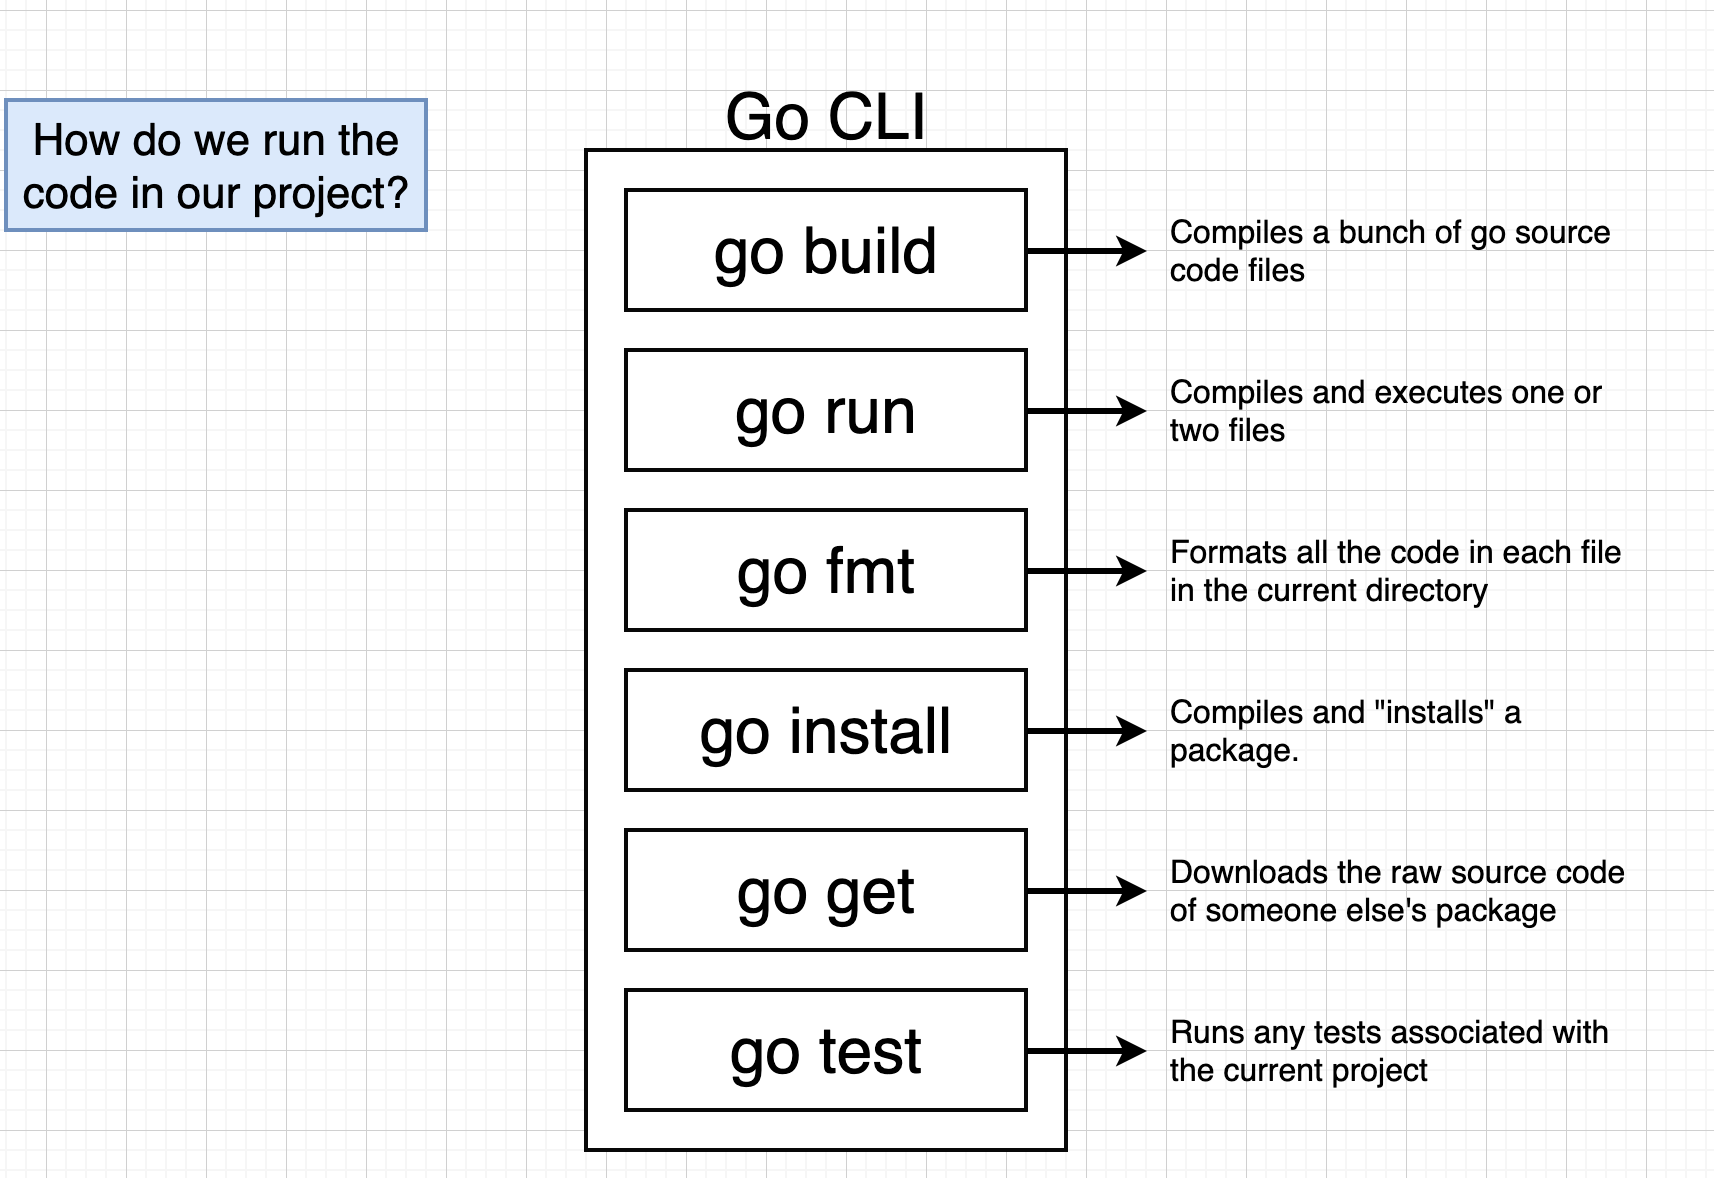 How do we run the
code in our project?
Go CLI
go build
Compiles a bunch of go source
code files
go run
Compiles and executes one or
two files
go fmt
Formats all the code in each file
in the current directory
go install
Compiles and "installs" a
package.
go get
Downloads the raw source code
of someone else's package
go test
Runs any tests associated with
the current project